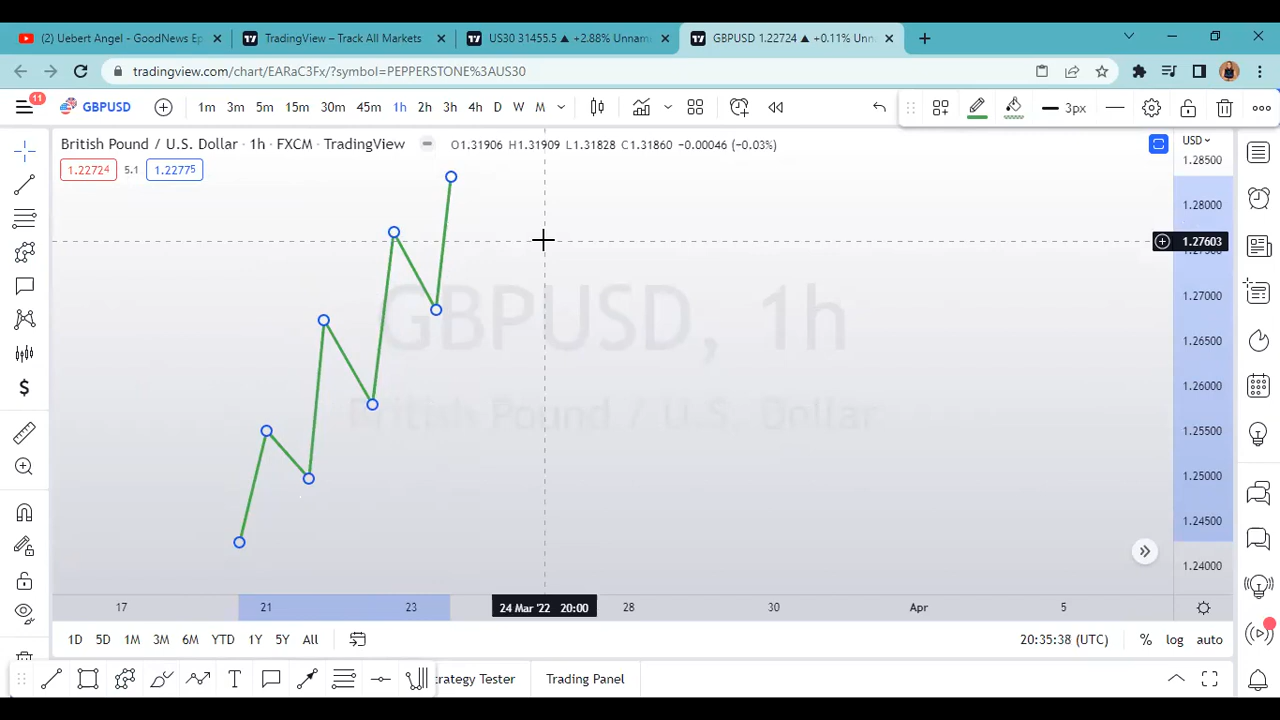 (2) Uebert Angel - GoodNews Ep
TradingView – Track All Markets
US30 31455.5 ▲ +2.88% Unnam
GBPUSD 1.22724 ▲ +0.11% Unn
tradingview.com/chart/EARaC3Fx/?symbol=PEPPERSTONE%3AUS30
11
GBPUSD
1m 3m 5m 15m 30m 45m 1h 2h 3h 4h D W M
3px
British Pound / U.S. Dollar · 1h · FXCM · TradingView
O1.31906 H1.31909 L1.31828 C1.31860 −0.00046 (−0.03%)
USD
1.22724 5.1 1.22775
1.28500
1.28000
1.27603
1.27000
1.26500
1.26000
1.25500
1.25000
1.24500
1.24000
GBPUSD, 1h
British Pound / U.S. Dollar
17 21 23 24 Mar '22 20:00 28 30 Apr 5
1D 5D 1M 3M 6M YTD 1Y 5Y All
20:35:38 (UTC) % log auto
T
trategy Tester
Trading Panel